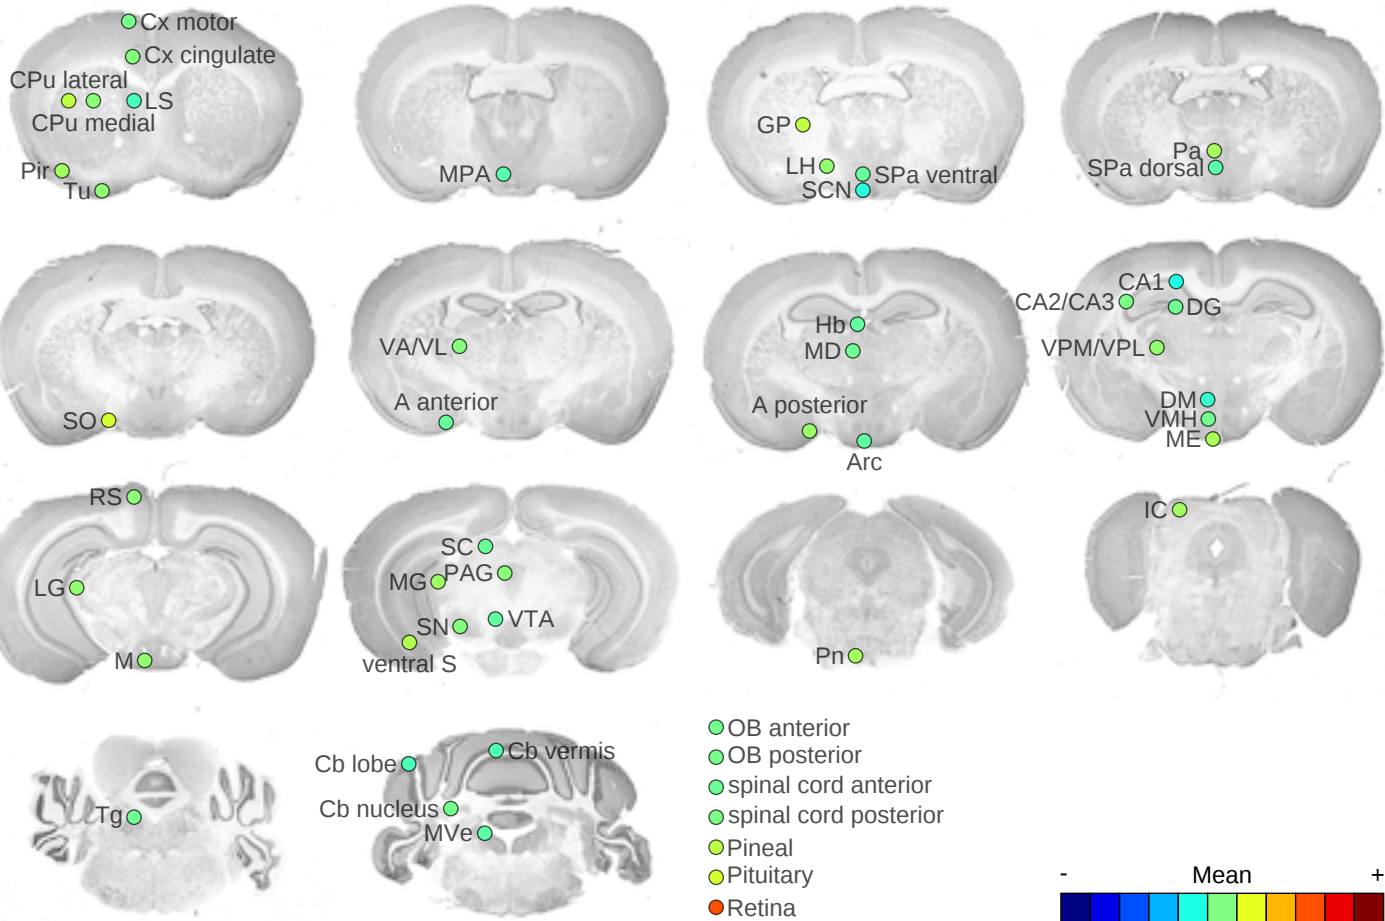 Cx motor
Cx cingulate
CPu lateral
LS
CPu medial
Pir
Tu
MPA
GP
LH
SPa ventral
SCN
Pa
SPa dorsal
SO
VA/VL
A anterior
Hb
MD
A posterior
Arc
CA1
CA2/CA3
DG
VPM/VPL
DM
VMH
ME
RS
LG
M
SC
MG
PAG
SN
VTA
ventral S
Pn
IC
Tg
Cb vermis
Cb lobe
Cb nucleus
MVe
OB anterior
OB posterior
spinal cord anterior
spinal cord posterior
Pineal
Pituitary
Retina
- Mean +